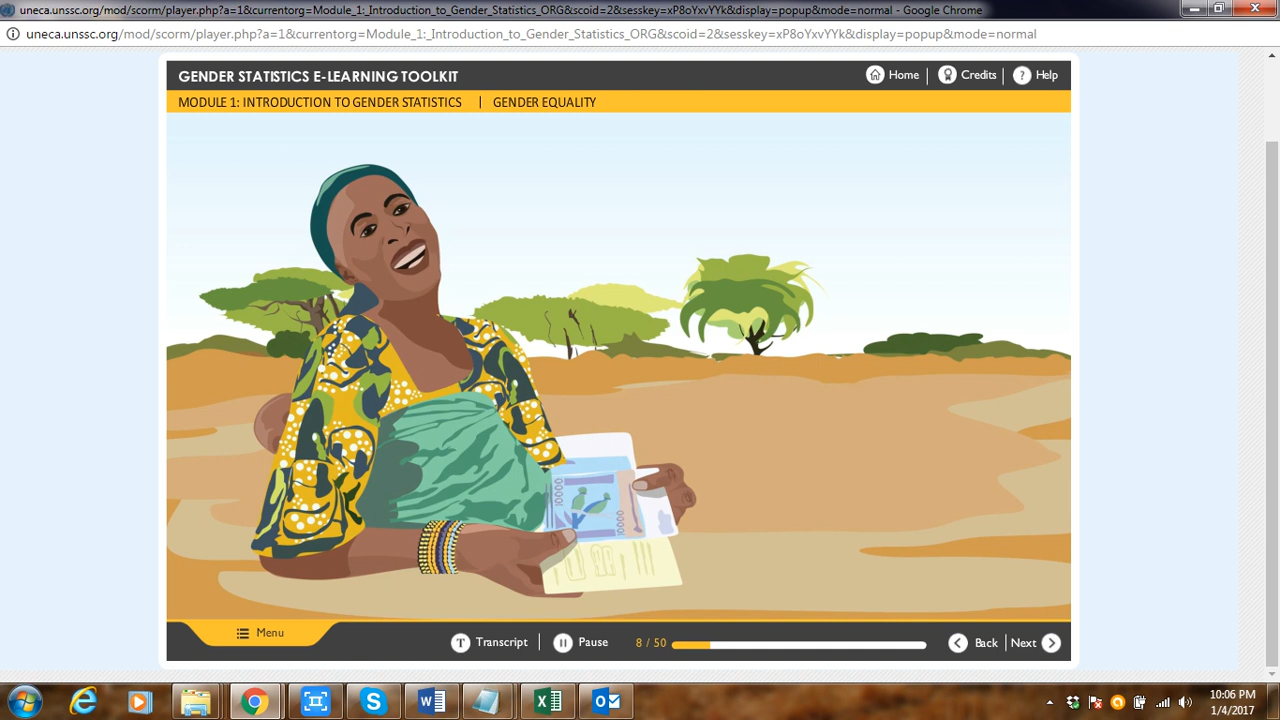 uneca.unssc.org/mod/scorm/player.php?a=1&currentorg=Module_1:_Introduction_to_Gender_Statistics_ORG&scoid=2&sesskey=xP8oYxvYYk&display=popup&mode=normal - Google Chrome
uneca.unssc.org/mod/scorm/player.php?a=1&currentorg=Module_1:_Introduction_to_Gender_Statistics_ORG&scoid=2&sesskey=xP8oYxvYYk&display=popup&mode=normal
GENDER STATISTICS E-LEARNING TOOLKIT
Home | Credits | ? Help
MODULE 1: INTRODUCTION TO GENDER STATISTICS | GENDER EQUALITY
10000
10000
Menu
T Transcript | Pause 8 / 50 Back | Next
10:06 PM
1/4/2017